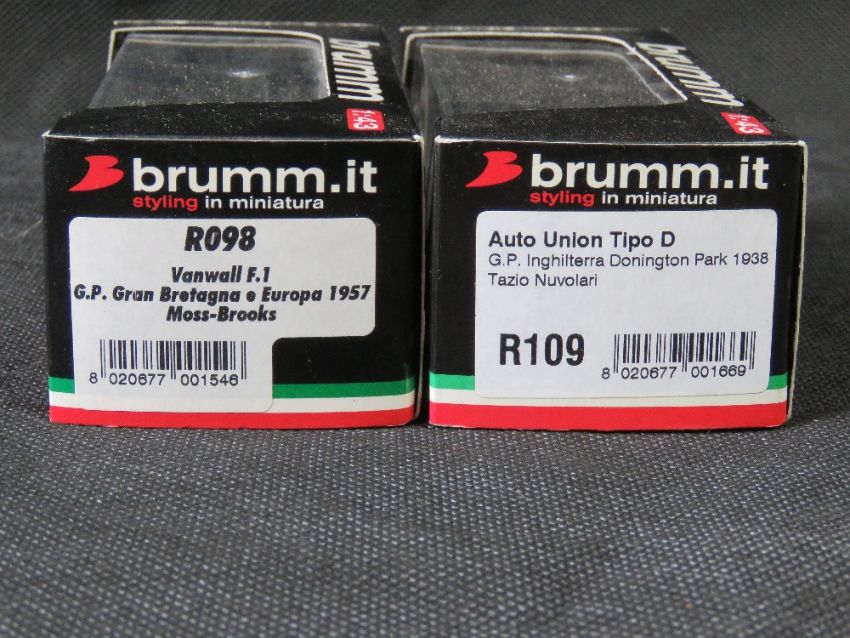 brumm
1:43
brumm.it
styling in miniatura
R098
Vanwall F.1
G.P. Gran Bretagna e Europa 1957
Moss-Brooks
8 020677 001546
brumm
1:43
brumm.it
styling in miniatura
Auto Union Tipo D
G.P. Inghilterra Donington Park 1938
Tazio Nuvolari
R109
8 020677 001669